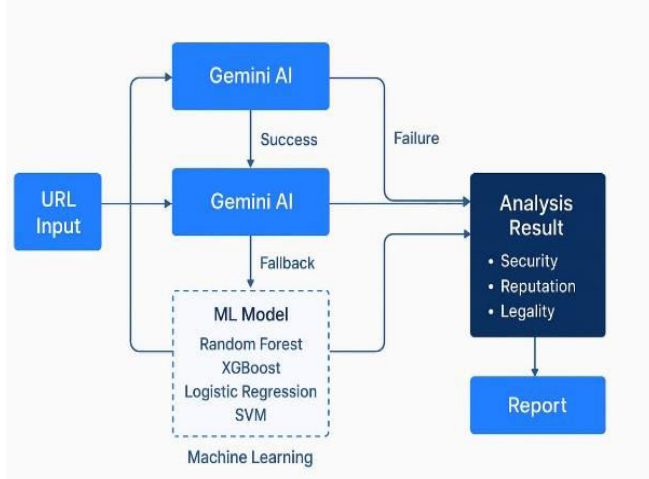 Gemini AI
Success
Failure
URL
Input
Gemini AI
Analysis
Result
• Security
• Reputation
• Legality
Fallback
ML Model
Random Forest
XGBoost
Logistic Regression
SVM
Machine Learning
Report